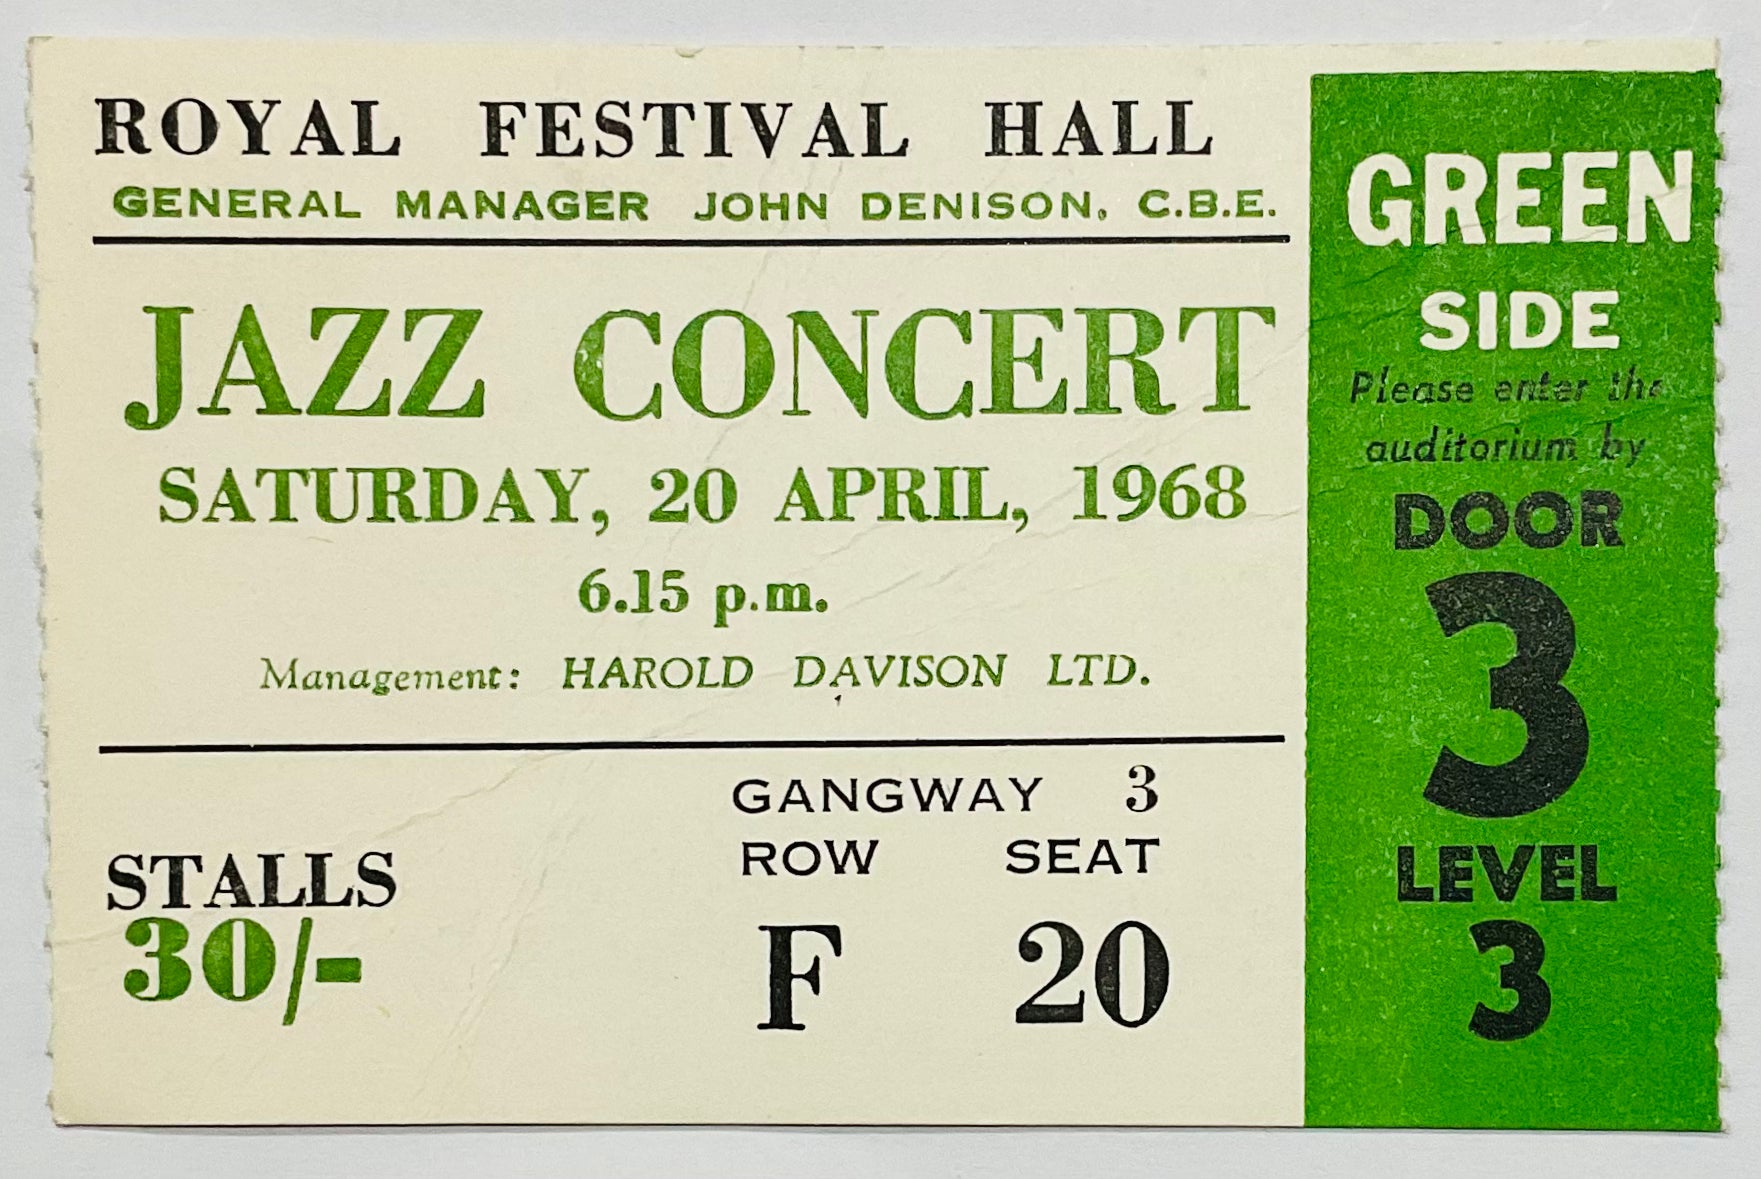 ROYAL FESTIVAL HALL
GENERAL MANAGER JOHN DENISON, C.B.E.
JAZZ CONCERT
SATURDAY, 20 APRIL, 1968
6.15 p.m.
Management: HAROLD DAVISON LTD.
STALLS
30/-
GANGWAY 3
ROW SEAT
F 20
GREEN
SIDE
Please enter the
auditorium by
DOOR
3
LEVEL
3